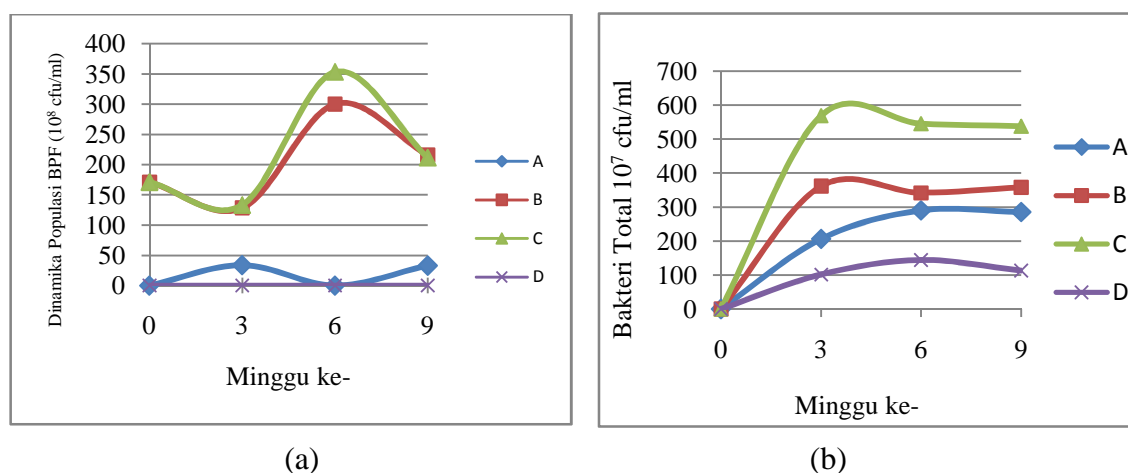 Dinamika Populasi BPF (10⁸ cfu/ml)
400
350
300
250
200
150
100
50
0
0 3 6 9
Minggu ke-
A
B
C
D
(a)
Bakteri Total 10⁷ cfu/ml
700
600
500
400
300
200
100
0
0 3 6 9
Minggu ke-
A
B
C
D
(b)